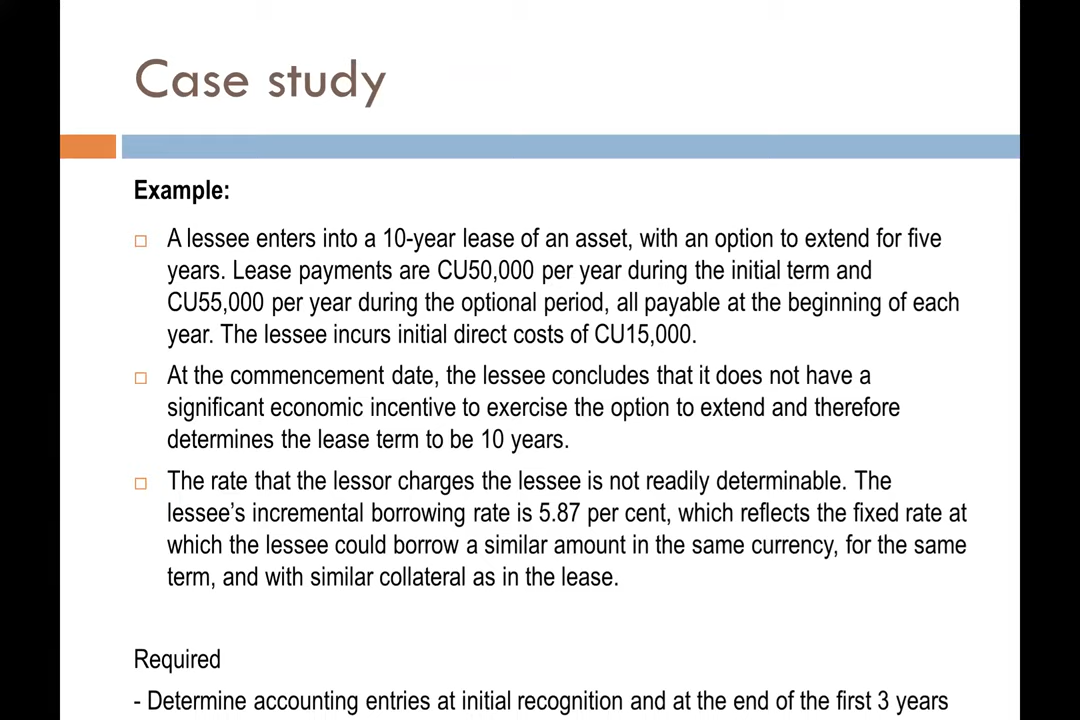 Case study
Example:
A lessee enters into a 10-year lease of an asset, with an option to extend for five
years. Lease payments are CU50,000 per year during the initial term and
CU55,000 per year during the optional period, all payable at the beginning of each
year. The lessee incurs initial direct costs of CU15,000.
At the commencement date, the lessee concludes that it does not have a
significant economic incentive to exercise the option to extend and therefore
determines the lease term to be 10 years.
The rate that the lessor charges the lessee is not readily determinable. The
lessee’s incremental borrowing rate is 5.87 per cent, which reflects the fixed rate at
which the lessee could borrow a similar amount in the same currency, for the same
term, and with similar collateral as in the lease.
Required
- Determine accounting entries at initial recognition and at the end of the first 3 years